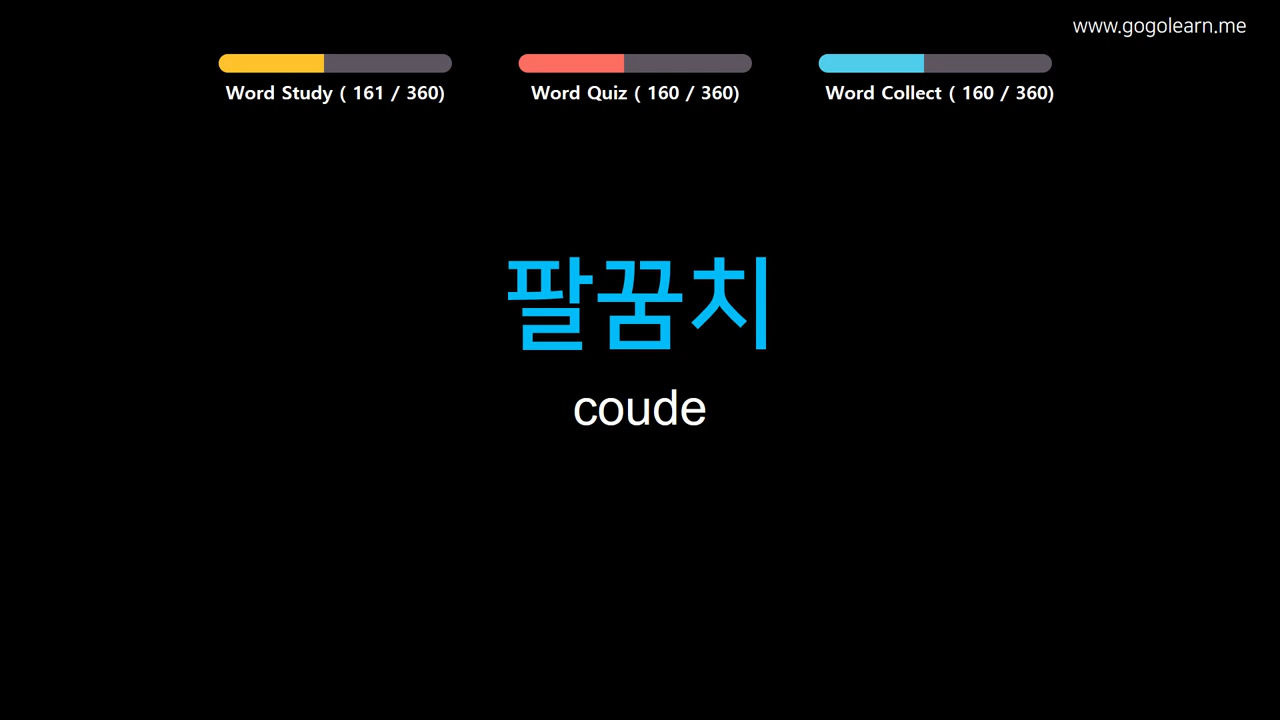 www.gogolearn.me
Word Study ( 161 / 360)
Word Quiz ( 160 / 360)
Word Collect ( 160 / 360)
팔꿈치
coude